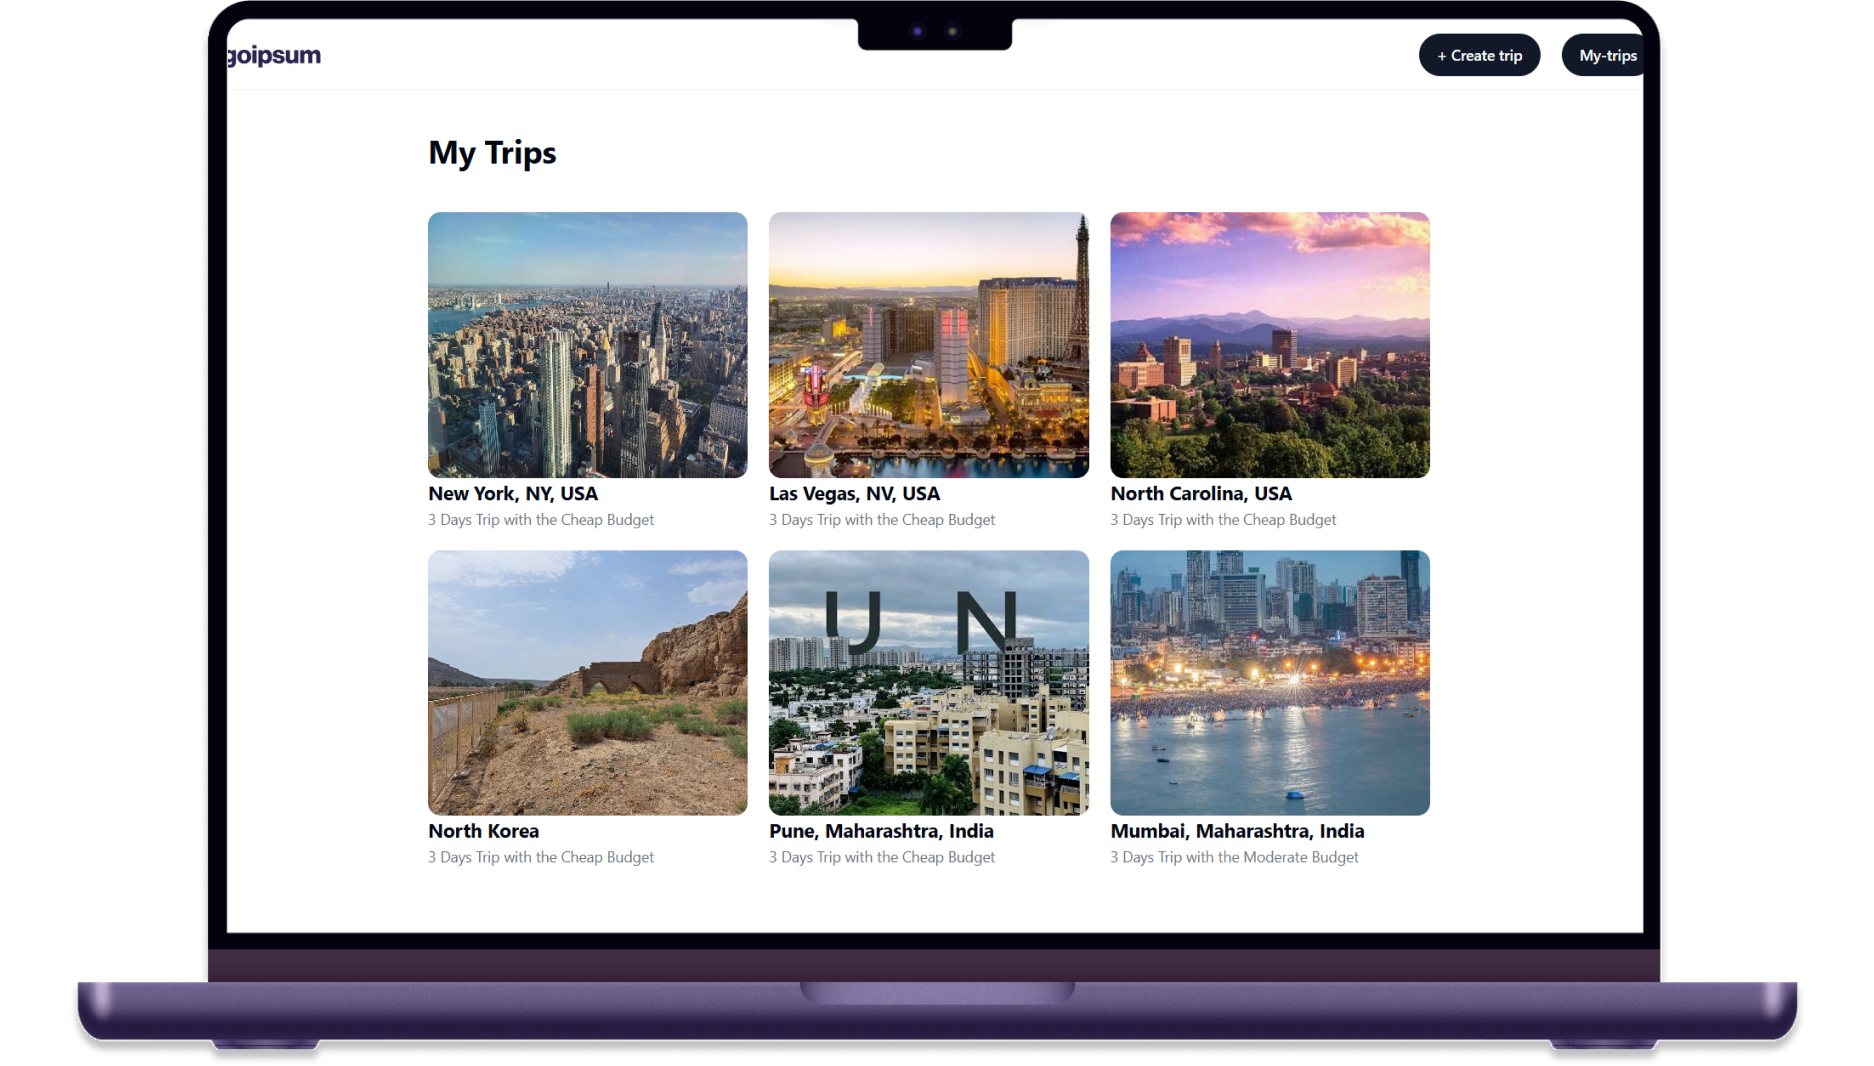 goipsum
+ Create trip
My-trips
My Trips
New York, NY, USA
Las Vegas, NV, USA
North Carolina, USA
3 Days Trip with the Cheap Budget
3 Days Trip with the Cheap Budget
3 Days Trip with the Cheap Budget
U N
North Korea
Pune, Maharashtra, India
Mumbai, Maharashtra, India
3 Days Trip with the Cheap Budget
3 Days Trip with the Cheap Budget
3 Days Trip with the Moderate Budget